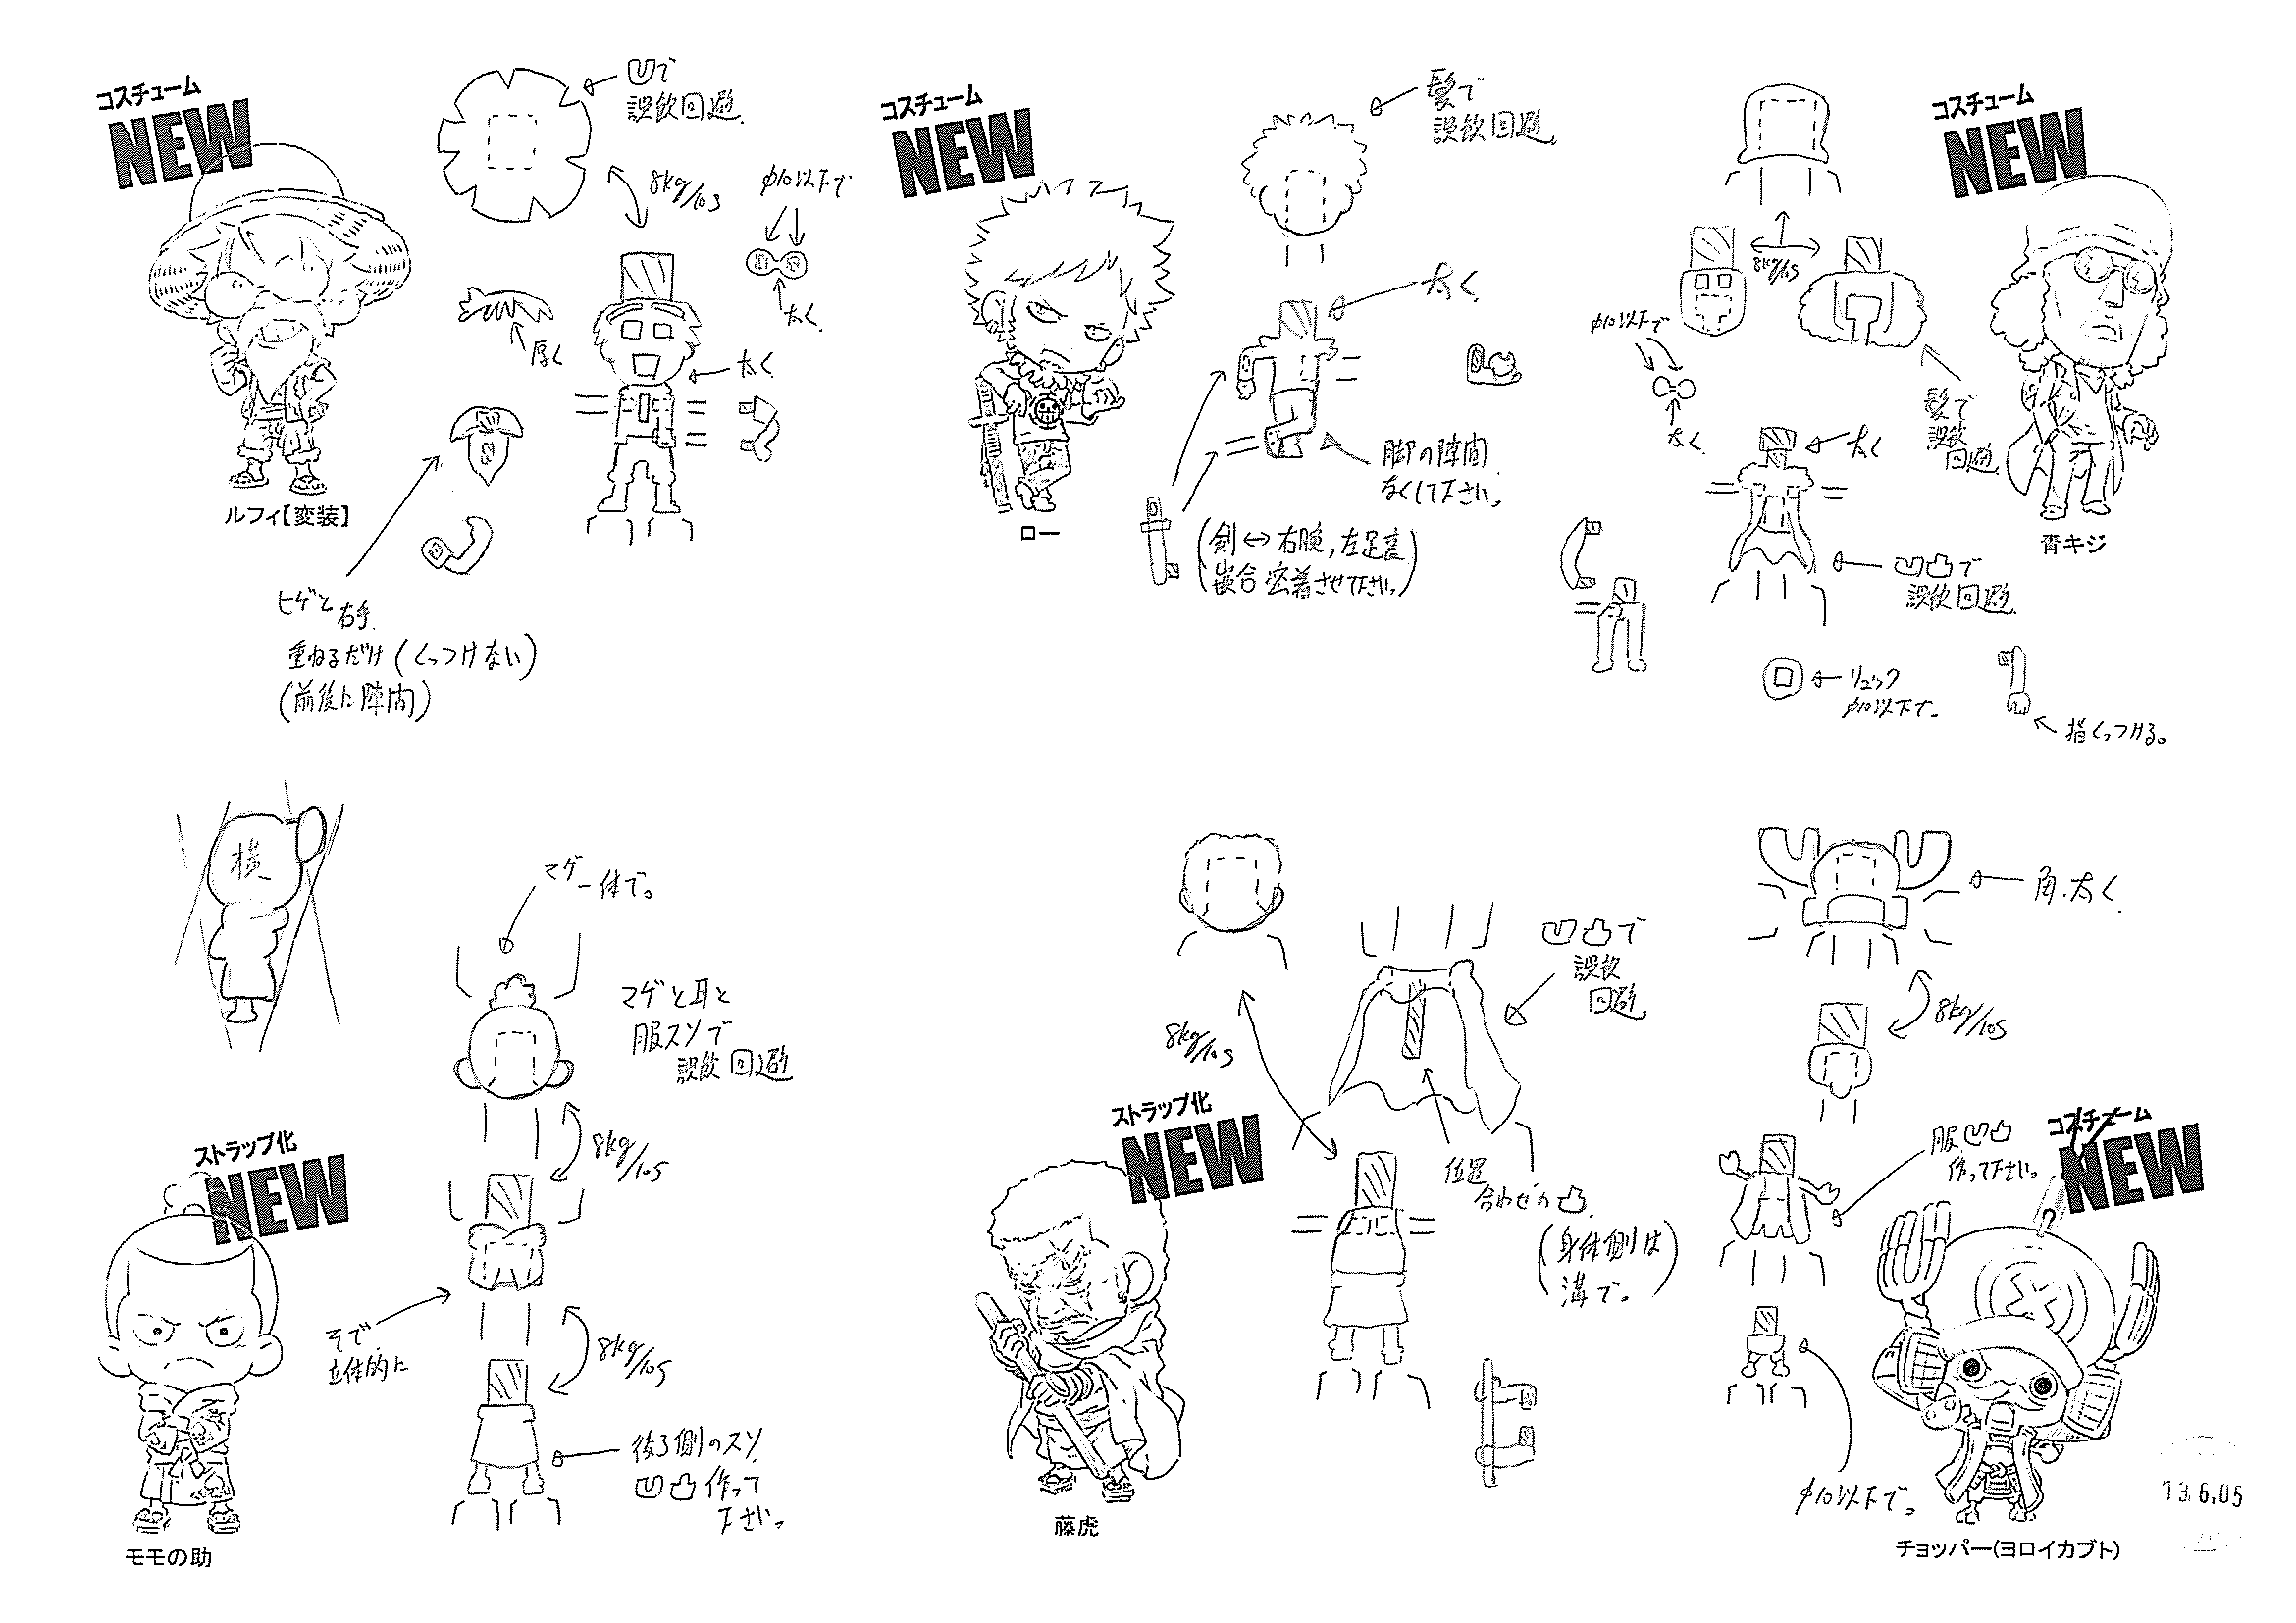 コスチューム
NEW
凹で
誤飲回避
8kg/10s
φ10以下で
太く
厚く
太く
ルフィ【変装】
ヒゲと右手
重ねるだけ(くっつけない)
(前後に隙間)
コスチューム
NEW
髪で
誤飲回避
太く
脚の隙間
なくして下さい。
(剣↔右腕,左足裏)
(嵌合密着させて下さい。)
ロー
コスチューム
NEW
8kg/10s
φ10以下で
太く
髪で
誤飲
回避
太く
凹凸で
誤飲回避
リュック
φ10以下で。
指くっつける。
青キジ
横
マゲ一体で。
マゲと耳と
服スソで
誤飲回避
8kg/10s
ストラップ化
NEW
そで
立体的に
8kg/10s
後ろ側のスソ
凹凸作って
下さい。
モモの助
凹凸で
誤飲
回避
8kg/10s
ストラップ化
NEW
位置
合わせの凸
(身体側は
溝で。)
藤虎
角.太く
8kg/10s
服凹凸
作って下さい。
コスチューム
NEW
φ10以下で。
13.6.05
チョッパー(ヨロイカブト)